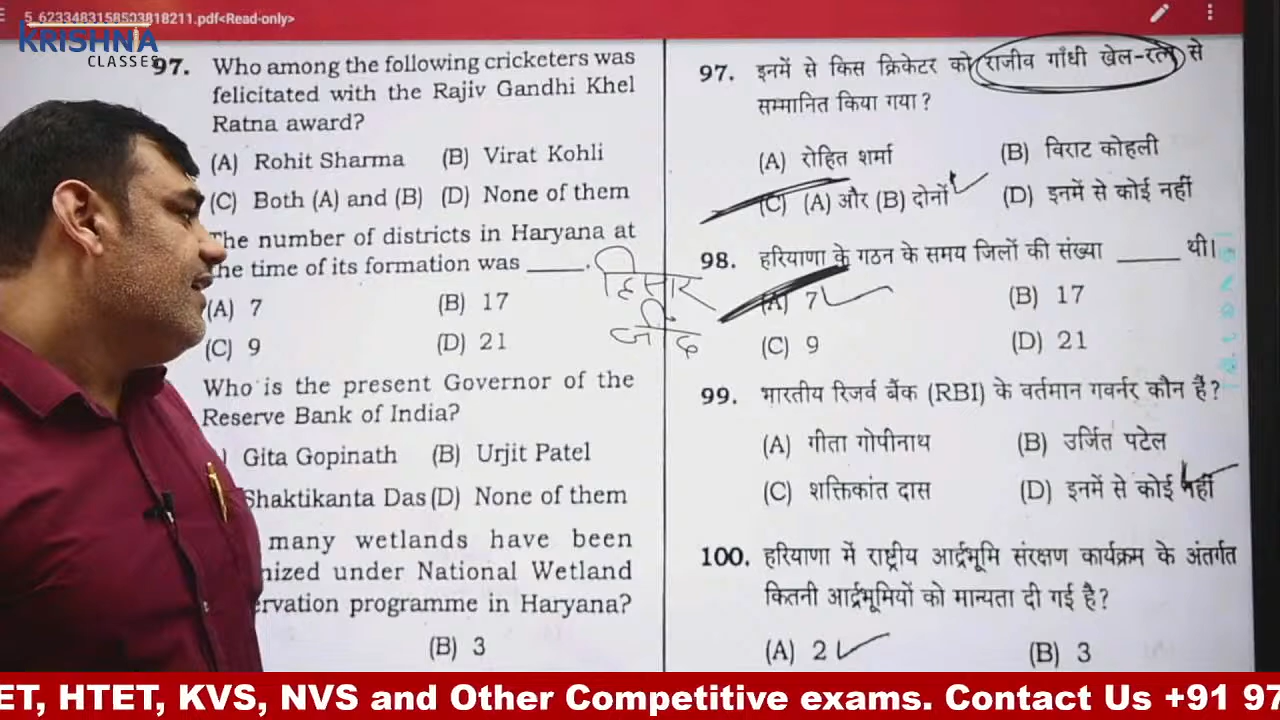 5_6233483158503818211.pdf<Read-only>
KRISHNA
CLASSES
97. Who among the following cricketers was
felicitated with the Rajiv Gandhi Khel
Ratna award?
(A) Rohit Sharma (B) Virat Kohli
(C) Both (A) and (B) (D) None of them
The number of districts in Haryana at
the time of its formation was ____.
(A) 7 (B) 17
(C) 9 (D) 21
Who is the present Governor of the
Reserve Bank of India?
Gita Gopinath (B) Urjit Patel
Shaktikanta Das (D) None of them
many wetlands have been
nized under National Wetland
ervation programme in Haryana?
(B) 3
हिसार
जींद
97. इनमें से किस क्रिकेटर को राजीव गाँधी खेल-रत्न से
सम्मानित किया गया?
(A) रोहित शर्मा (B) विराट कोहली
(C) (A) और (B) दोनों (D) इनमें से कोई नहीं
98. हरियाणा के गठन के समय जिलों की संख्या ____ थी।
(A) 7 (B) 17
(C) 9 (D) 21
99. भारतीय रिजर्व बैंक (RBI) के वर्तमान गवर्नर कौन हैं?
(A) गीता गोपीनाथ (B) उर्जित पटेल
(C) शक्तिकांत दास (D) इनमें से कोई नहीं
100. हरियाणा में राष्ट्रीय आर्द्रभूमि संरक्षण कार्यक्रम के अंतर्गत
कितनी आर्द्रभूमियों को मान्यता दी गई है?
(A) 2 (B) 3
ET, HTET, KVS, NVS and Other Competitive exams. Contact Us +91 97